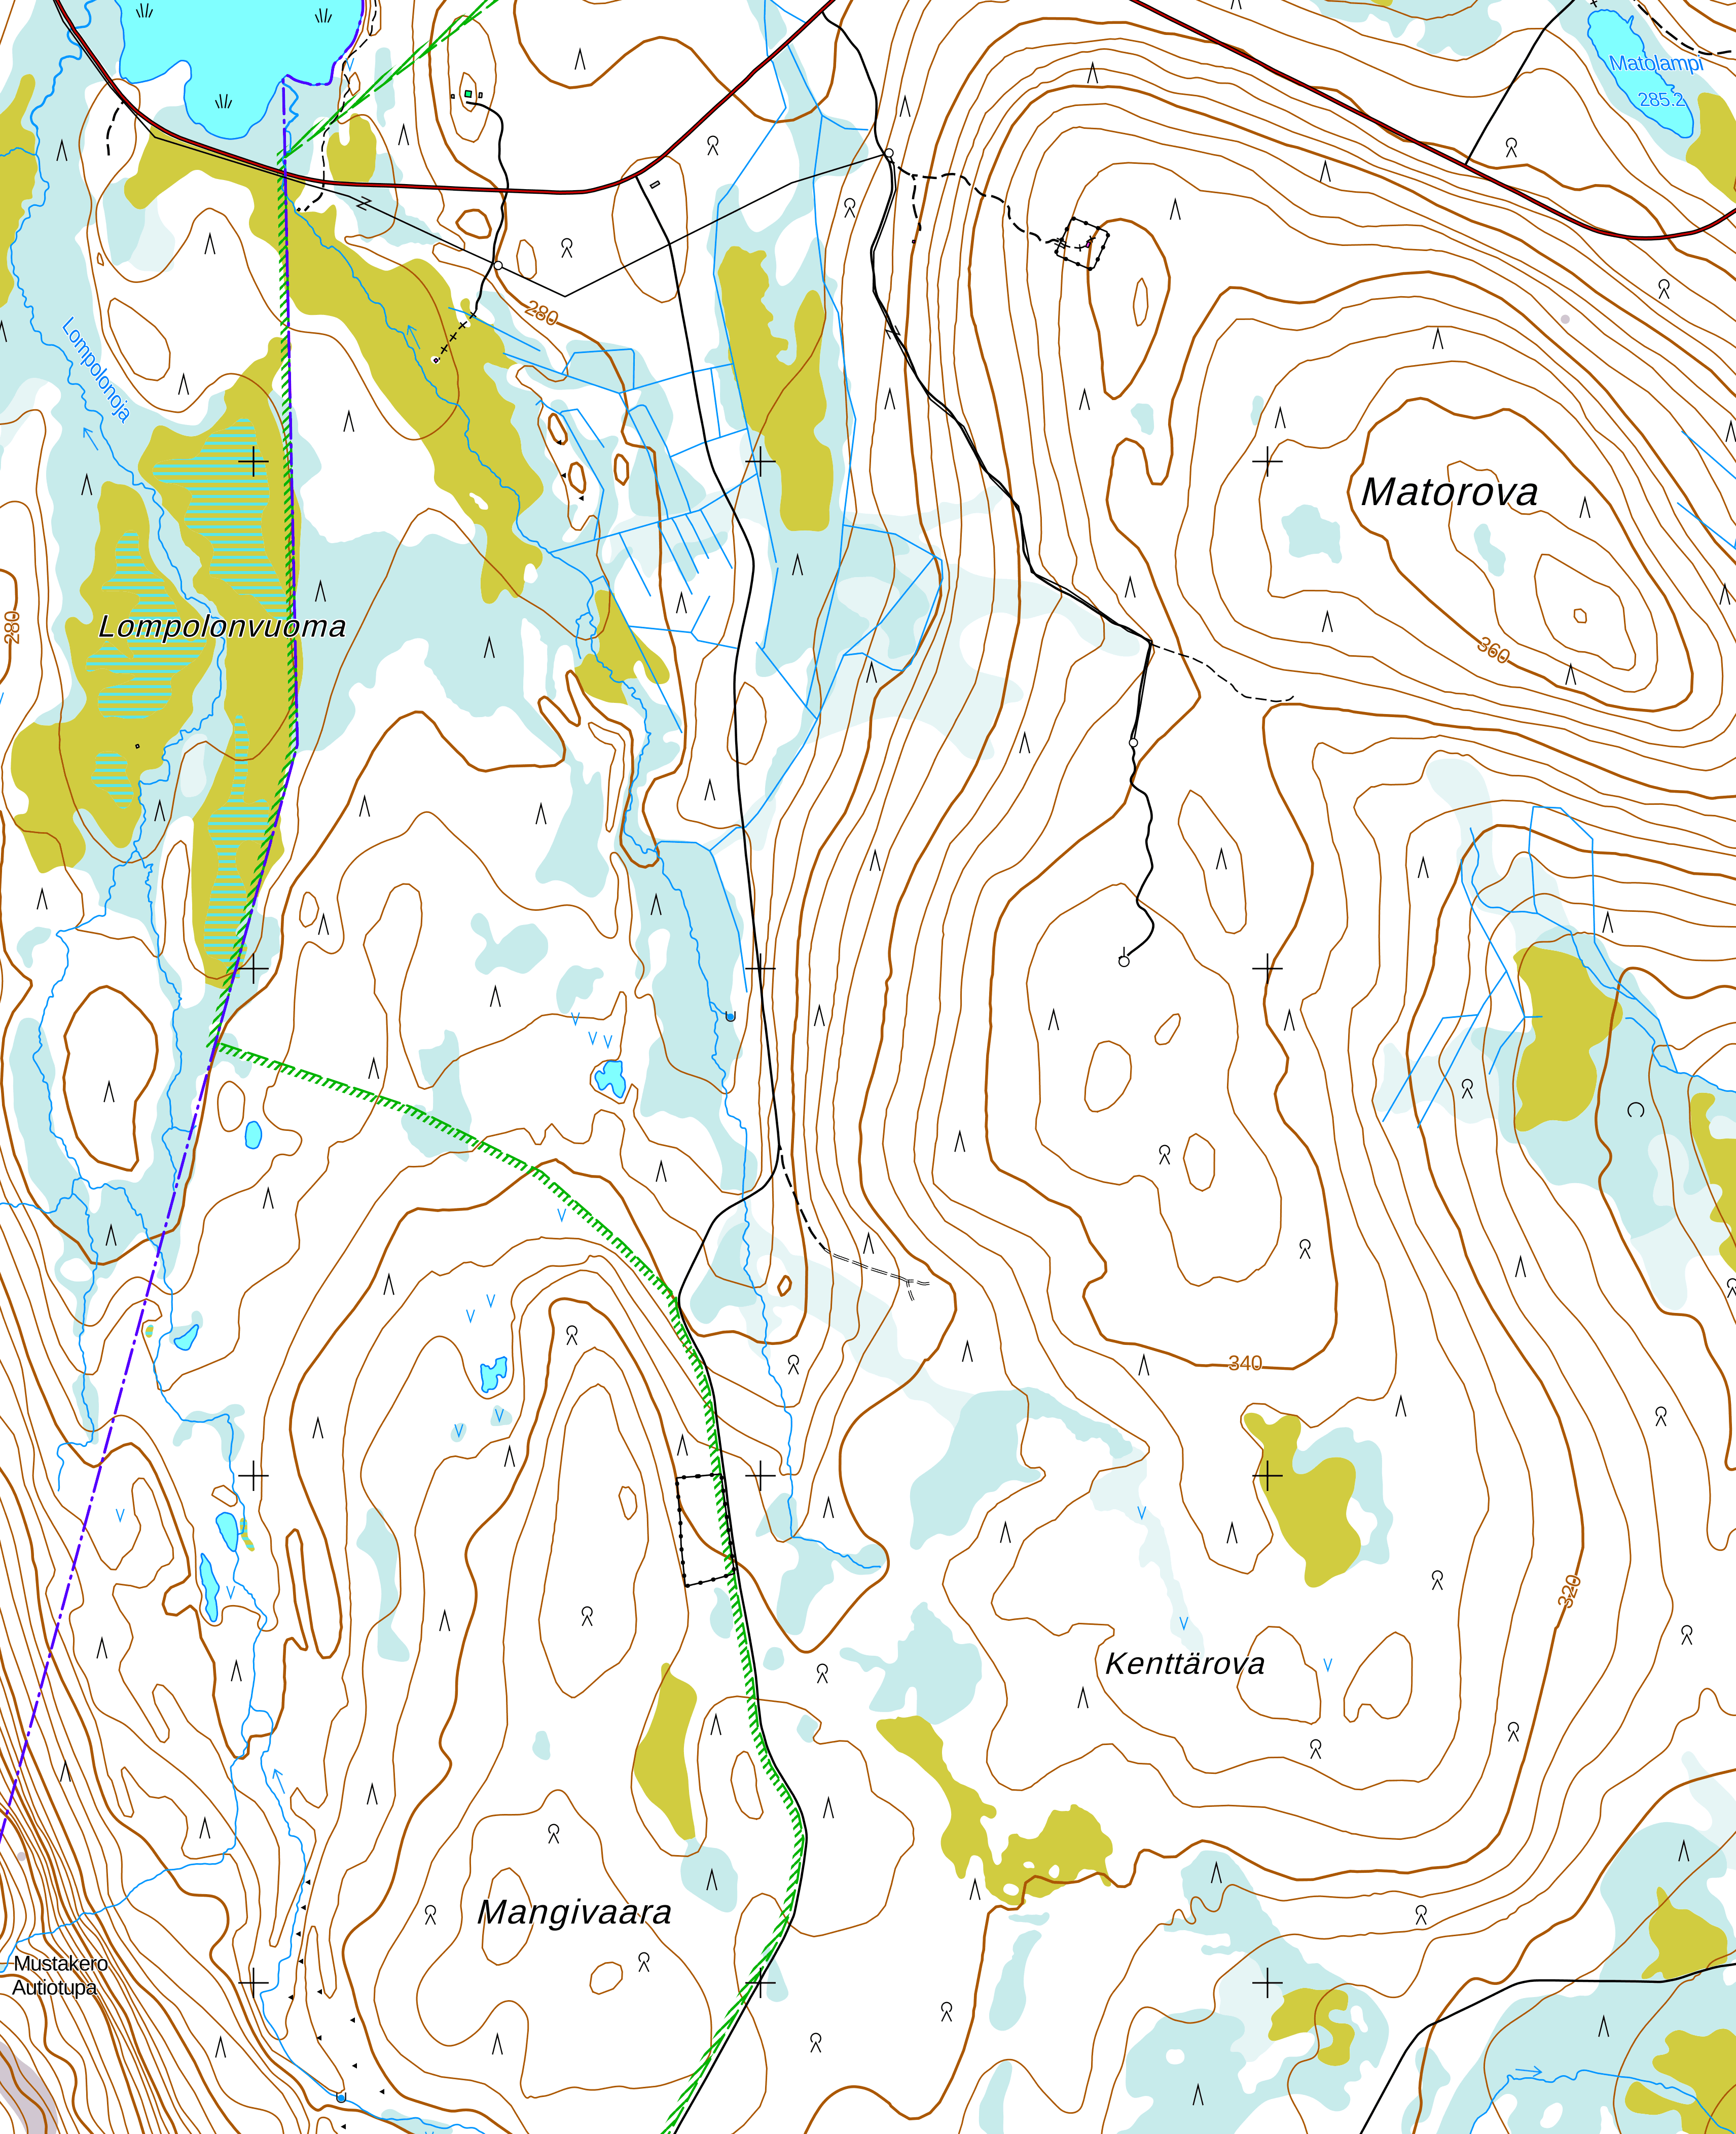 Matolampi
285.2
280
Lompolonoja
Matorova
Lompolonvuoma
280
360
340
320
Kenttärova
Mangivaara
Mustakero
Autiotupa